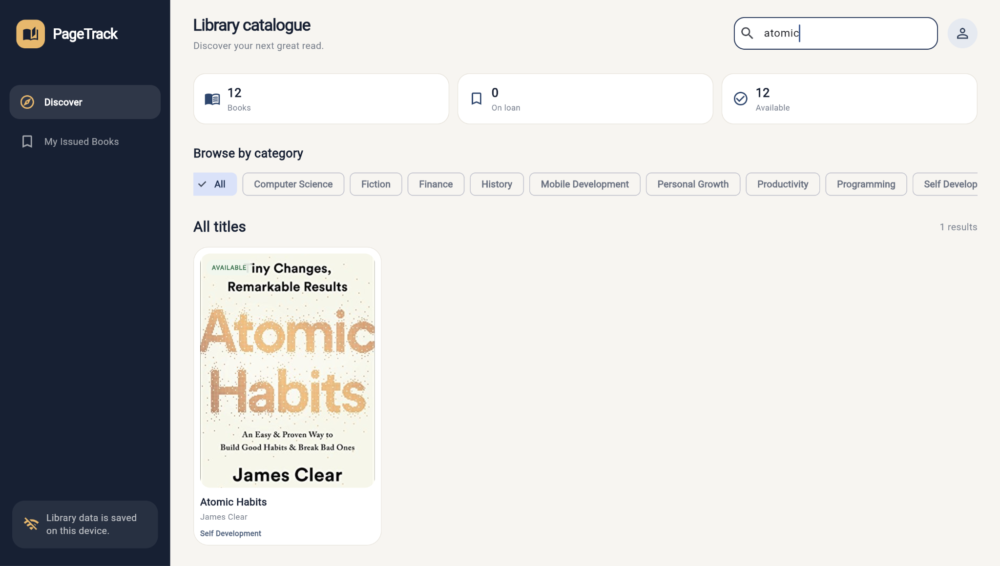 PageTrack
Discover
My Issued Books
Library data is saved
on this device.
Library catalogue
Discover your next great read.
atomic
12
Books
0
On loan
12
Available
Browse by category
All
Computer Science
Fiction
Finance
History
Mobile Development
Personal Growth
Productivity
Programming
Self Develop
All titles
1 results
AVAILABLE
Tiny Changes,
Remarkable Results
Atomic
Habits
An Easy & Proven Way to
Build Good Habits & Break Bad Ones
James Clear
Atomic Habits
James Clear
Self Development